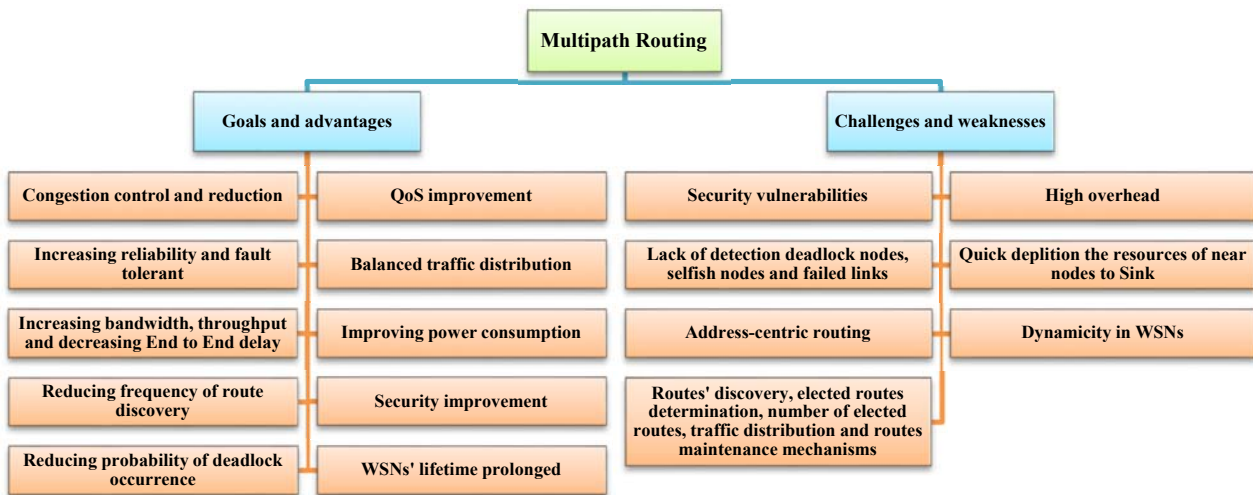 Multipath Routing
Goals and advantages
Congestion control and reduction
QoS improvement
Increasing reliability and fault
tolerant
Balanced traffic distribution
Increasing bandwidth, throughput
and decreasing End to End delay
Improving power consumption
Reducing frequency of route
discovery
Security improvement
Reducing probability of deadlock
occurrence
WSNs' lifetime prolonged
Challenges and weaknesses
Security vulnerabilities
High overhead
Lack of detection deadlock nodes,
selfish nodes and failed links
Quick deplition the resources of near
nodes to Sink
Address-centric routing
Dynamicity in WSNs
Routes' discovery, elected routes
determination, number of elected
routes, traffic distribution and routes
maintenance mechanisms